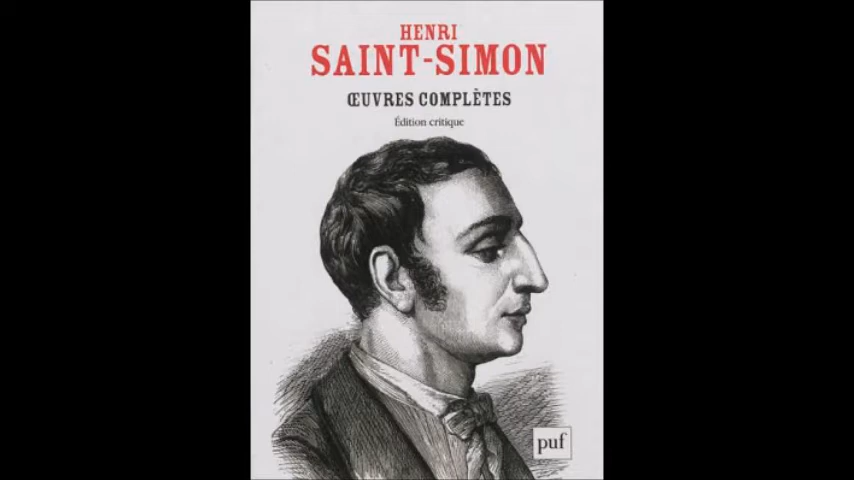 HENRI
SAINT-SIMON
ŒUVRES COMPLÈTES
Édition critique
puf